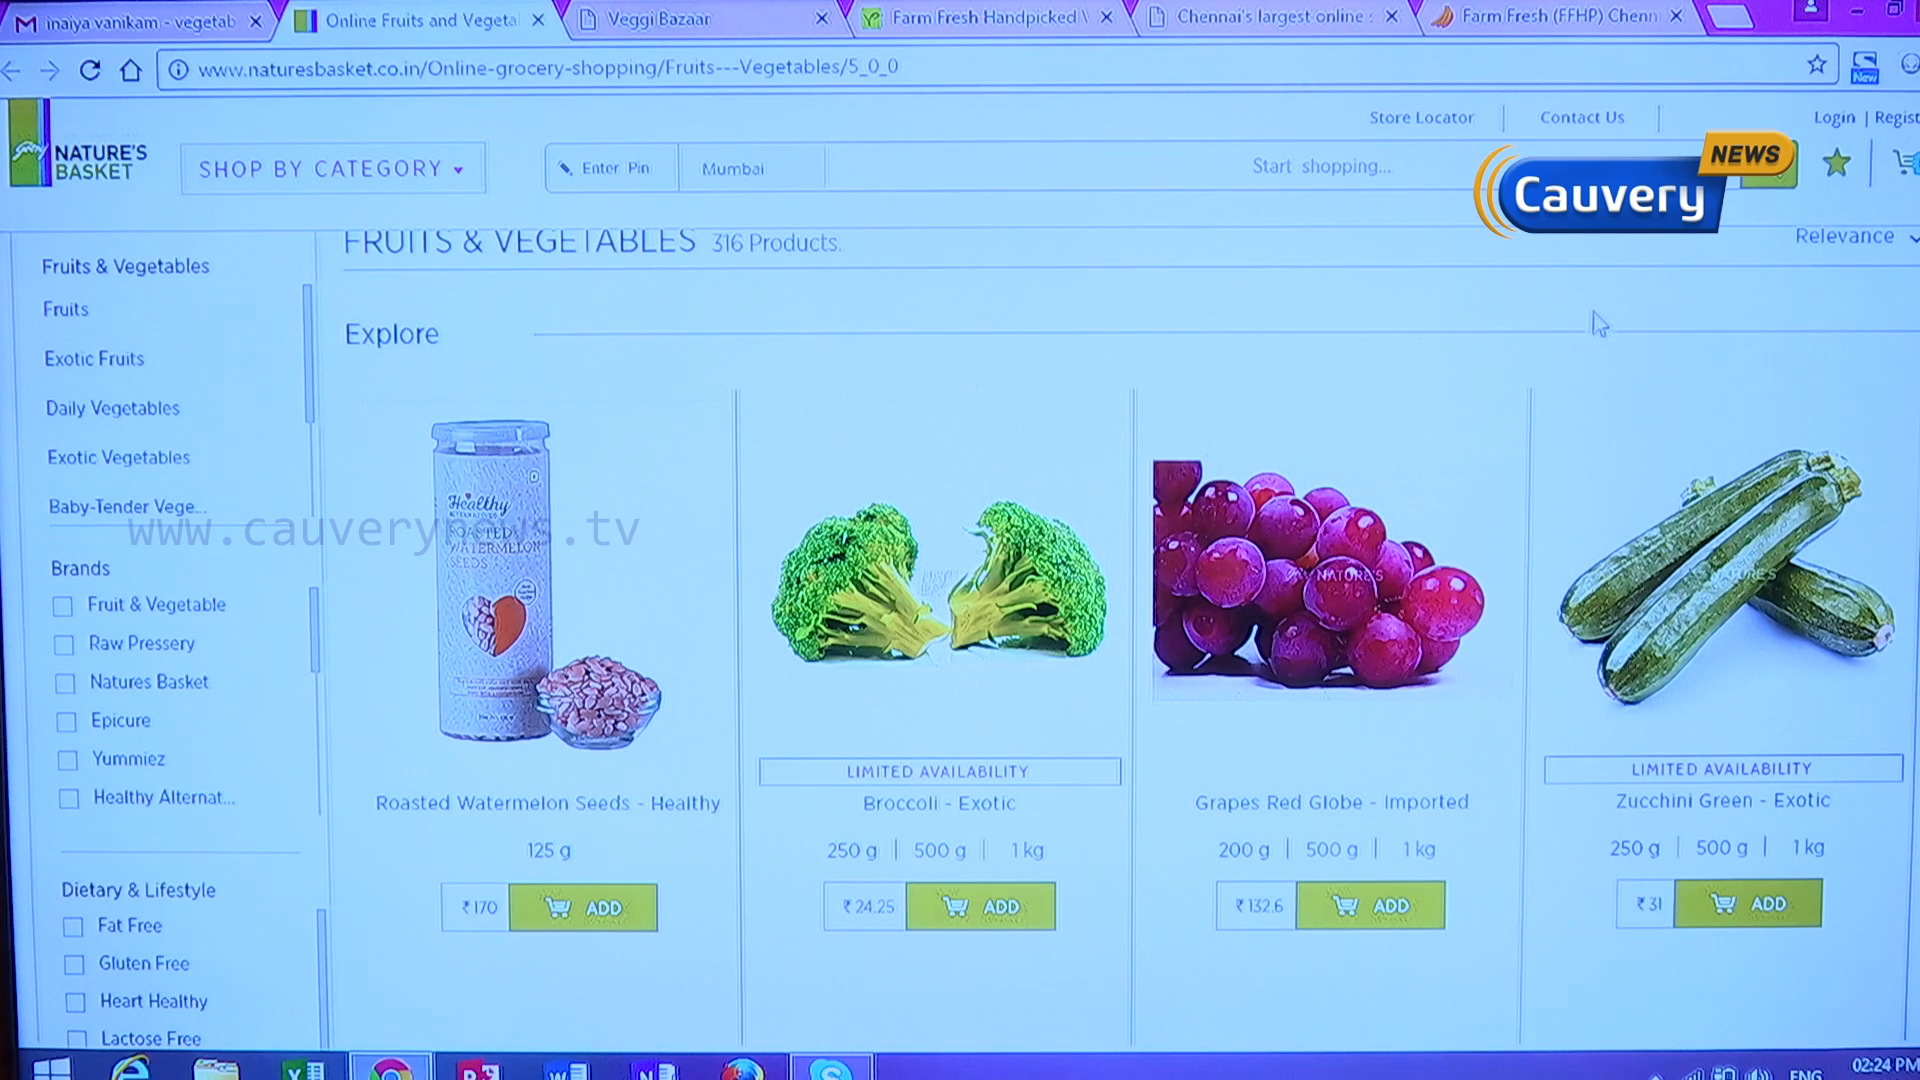 inaiya vanikam - vegetab
Online Fruits and Vegeta
Veggi Bazaar
Farm Fresh Handpicked
Chennai's largest online
Farm Fresh (FFHP) Chenn
www.naturesbasket.co.in/Online-grocery-shopping/Fruits---Vegetables/5_0_0
New
Store Locator
Contact Us
Login | Regist
NATURE'S
BASKET
SHOP BY CATEGORY
Enter Pin
Mumbai
Start shopping...
NEWS
Cauvery
FRUITS & VEGETABLES 316 Products.
Relevance
Fruits & Vegetables
Fruits
Exotic Fruits
Daily Vegetables
Exotic Vegetables
Baby-Tender Vege...
www.cauverynews.tv
Explore
Healthy
ROASTED
WATERMELON
SEEDS
NATURE'S
NATURE'S
Brands
Fruit & Vegetable
Raw Pressery
Natures Basket
Epicure
Yummiez
Healthy Alternat...
Dietary & Lifestyle
Fat Free
Gluten Free
Heart Healthy
Lactose Free
Roasted Watermelon Seeds - Healthy
125 g
₹170 ADD
LIMITED AVAILABILITY
Broccoli - Exotic
250 g | 500 g | 1 kg
₹24.25 ADD
Grapes Red Globe - Imported
200 g | 500 g | 1 kg
₹132.6 ADD
LIMITED AVAILABILITY
Zucchini Green - Exotic
250 g | 500 g | 1 kg
₹31 ADD
ENG
02:24 PM